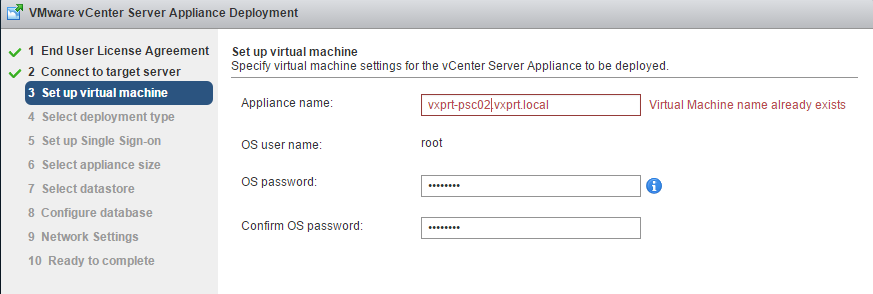 VMware vCenter Server Appliance Deployment
1 End User License Agreement
2 Connect to target server
3 Set up virtual machine
4 Select deployment type
5 Set up Single Sign-on
6 Select appliance size
7 Select datastore
8 Configure database
9 Network Settings
10 Ready to complete
Set up virtual machine
Specify virtual machine settings for the vCenter Server Appliance to be deployed.
Appliance name: vxprt-psc02.vxprt.local Virtual Machine name already exists
OS user name: root
OS password: ••••••••
Confirm OS password: ••••••••